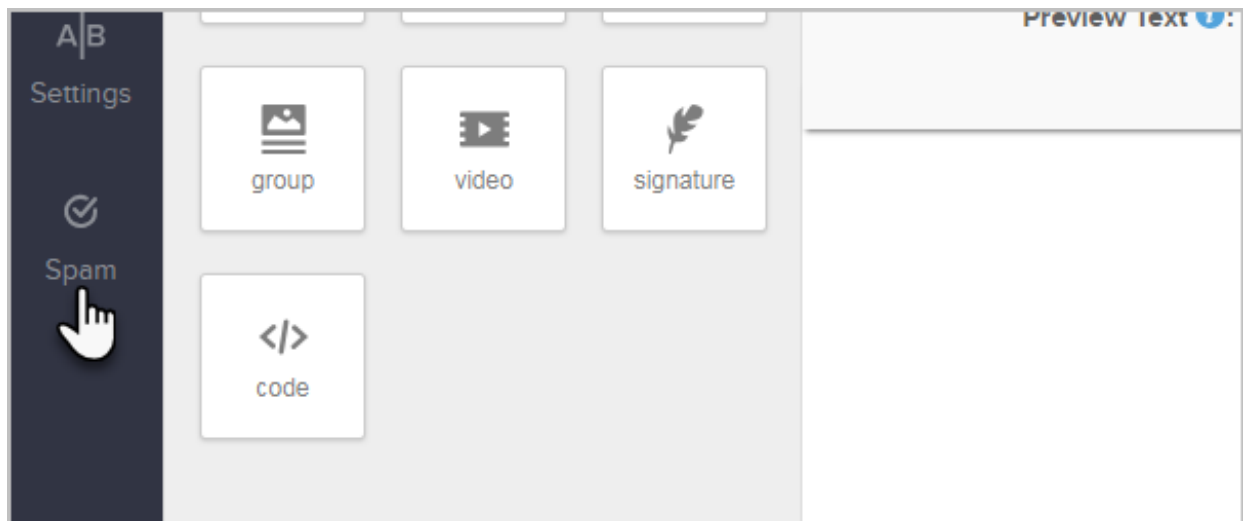 A|B
Settings
Spam
group
video
signature
</>
code
Preview Text ?: